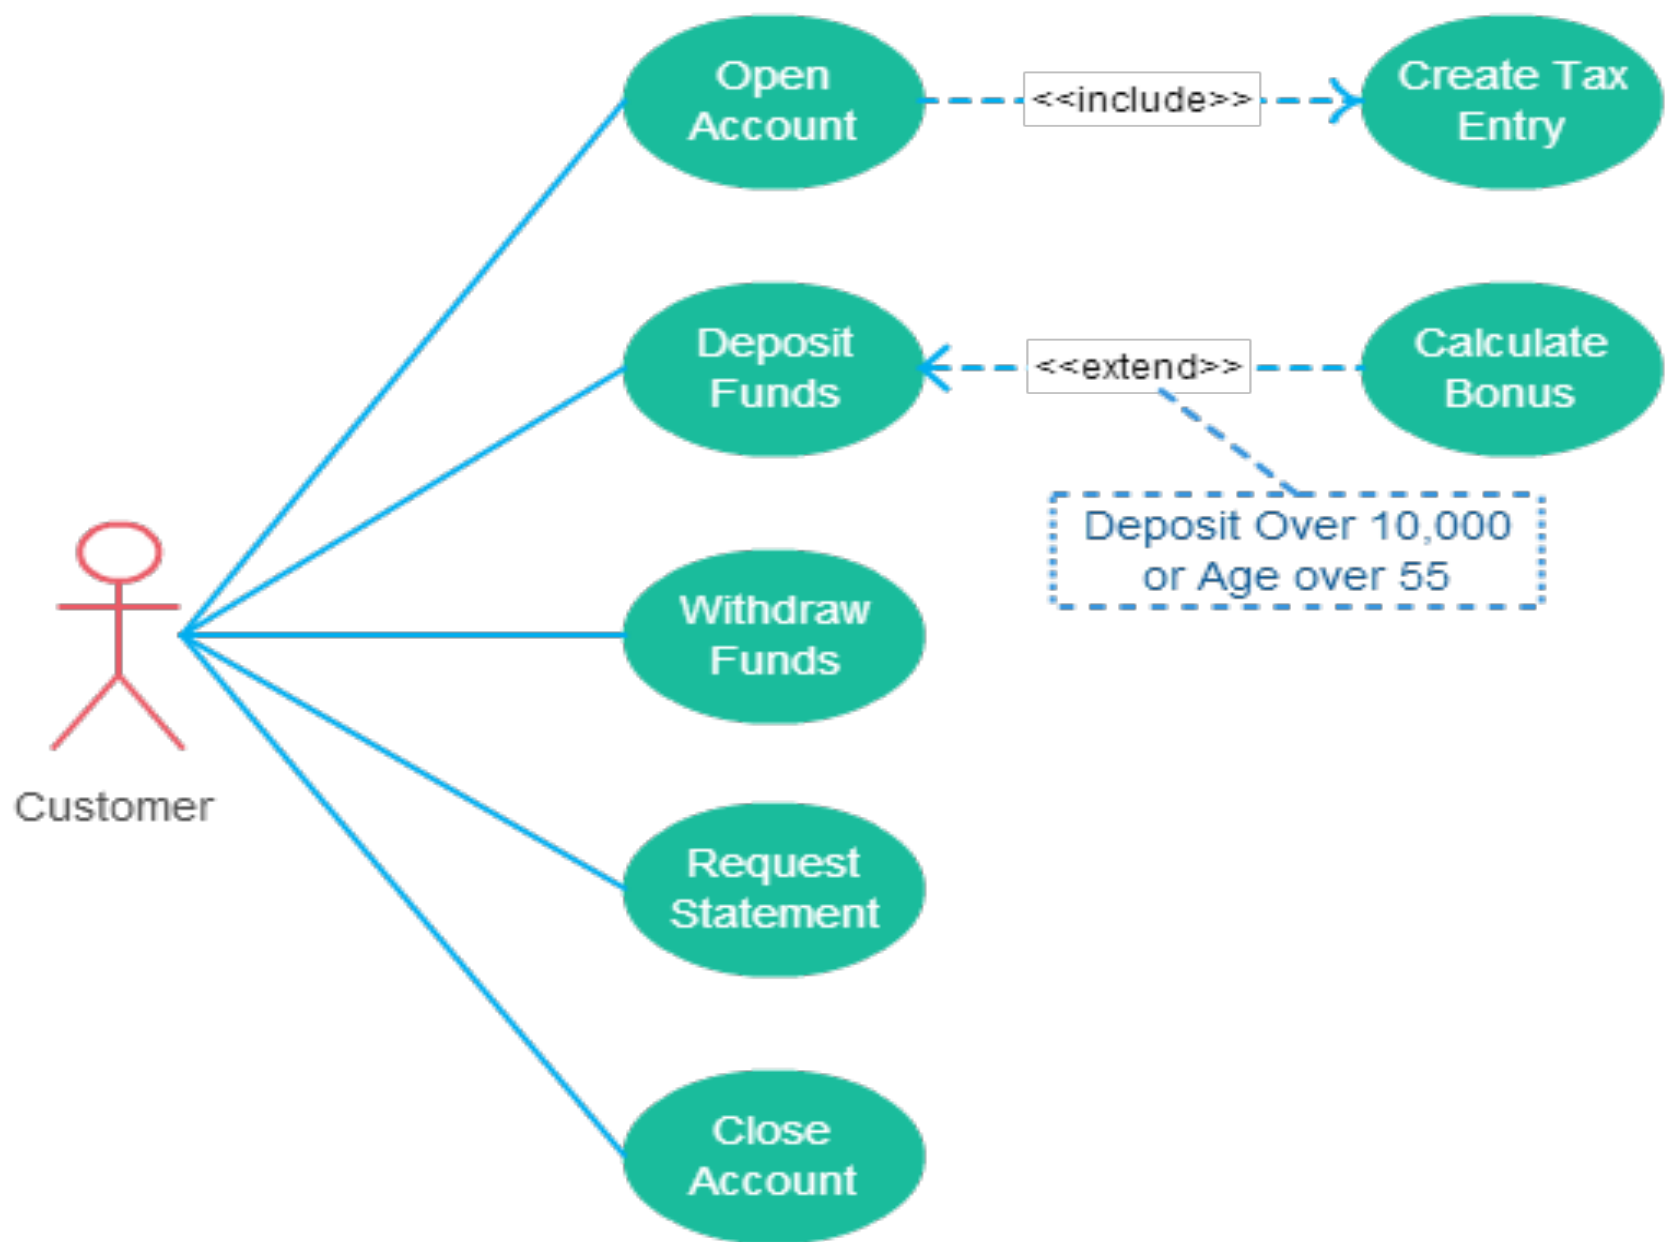 Open
Account
<<include>>
Create Tax
Entry
Deposit
Funds
<<extend>>
Calculate
Bonus
Deposit Over 10,000
or Age over 55
Withdraw
Funds
Customer
Request
Statement
Close
Account